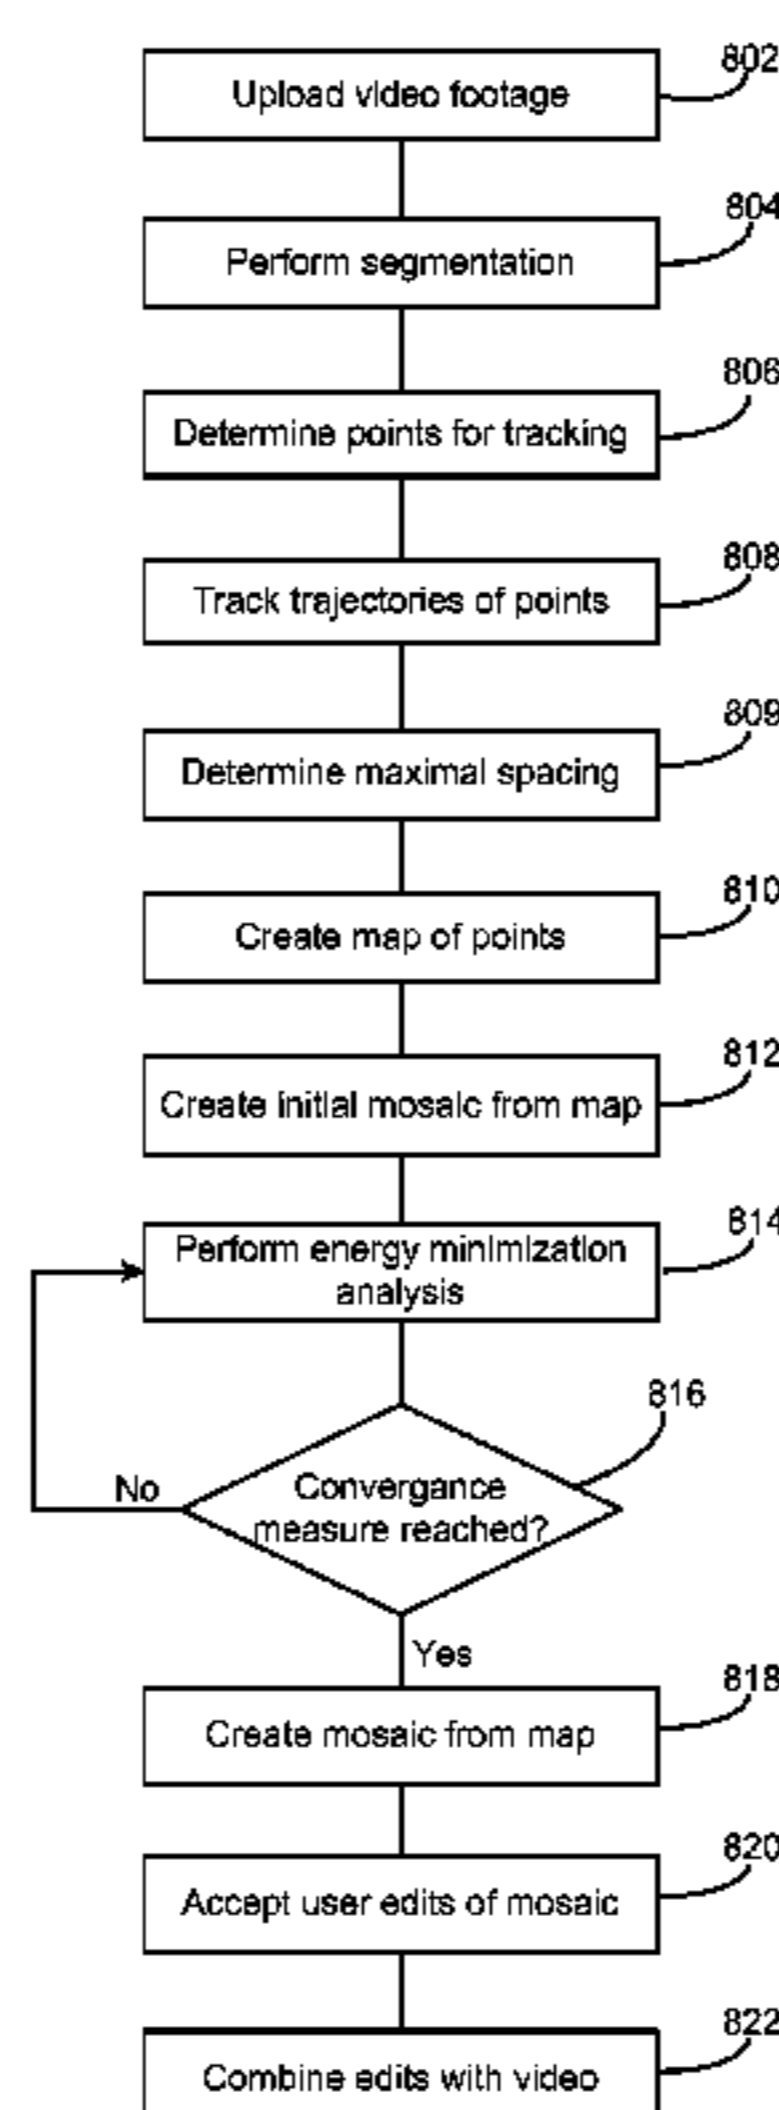 802
Upload video footage
804
Perform segmentation
806
Determine points for tracking
808
Track trajectories of points
809
Determine maximal spacing
810
Create map of points
812
Create initial mosaic from map
814
Perform energy minimization
analysis
816
Convergance
measure reached?
No
Yes
818
Create mosaic from map
820
Accept user edits of mosaic
822
Combine edits with video